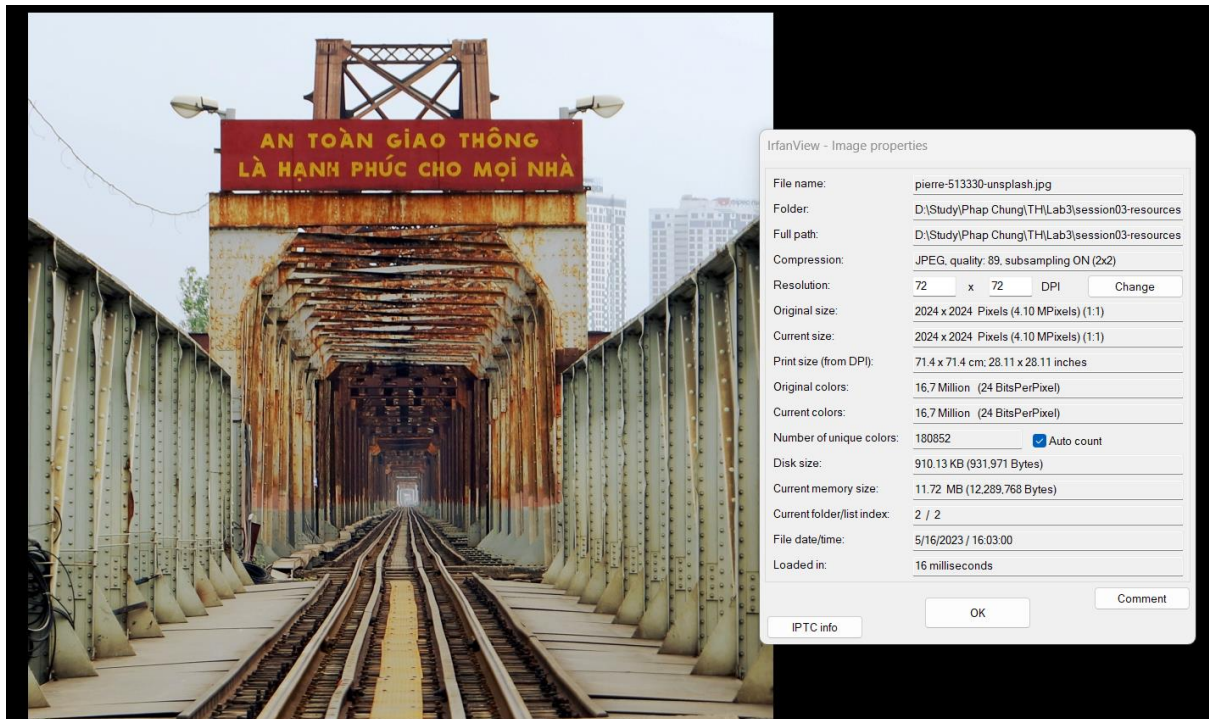 AN TOÀN GIAO THÔNG
LÀ HẠNH PHÚC CHO MỌI NHÀ
IrfanView - Image properties
File name: pierre-513330-unsplash.jpg
Folder: D:\Study\Phap Chung\TH\Lab3\session03-resources
Full path: D:\Study\Phap Chung\TH\Lab3\session03-resources
Compression: JPEG, quality: 89, subsampling ON (2x2)
Resolution: 72 x 72 DPI Change
Original size: 2024 x 2024 Pixels (4.10 MPixels) (1:1)
Current size: 2024 x 2024 Pixels (4.10 MPixels) (1:1)
Print size (from DPI): 71.4 x 71.4 cm; 28.11 x 28.11 inches
Original colors: 16,7 Million (24 BitsPerPixel)
Current colors: 16,7 Million (24 BitsPerPixel)
Number of unique colors: 180852 Auto count
Disk size: 910.13 KB (931,971 Bytes)
Current memory size: 11.72 MB (12,289,768 Bytes)
Current folder/list index: 2 / 2
File date/time: 5/16/2023 / 16:03:00
Loaded in: 16 milliseconds
Comment
OK
IPTC info